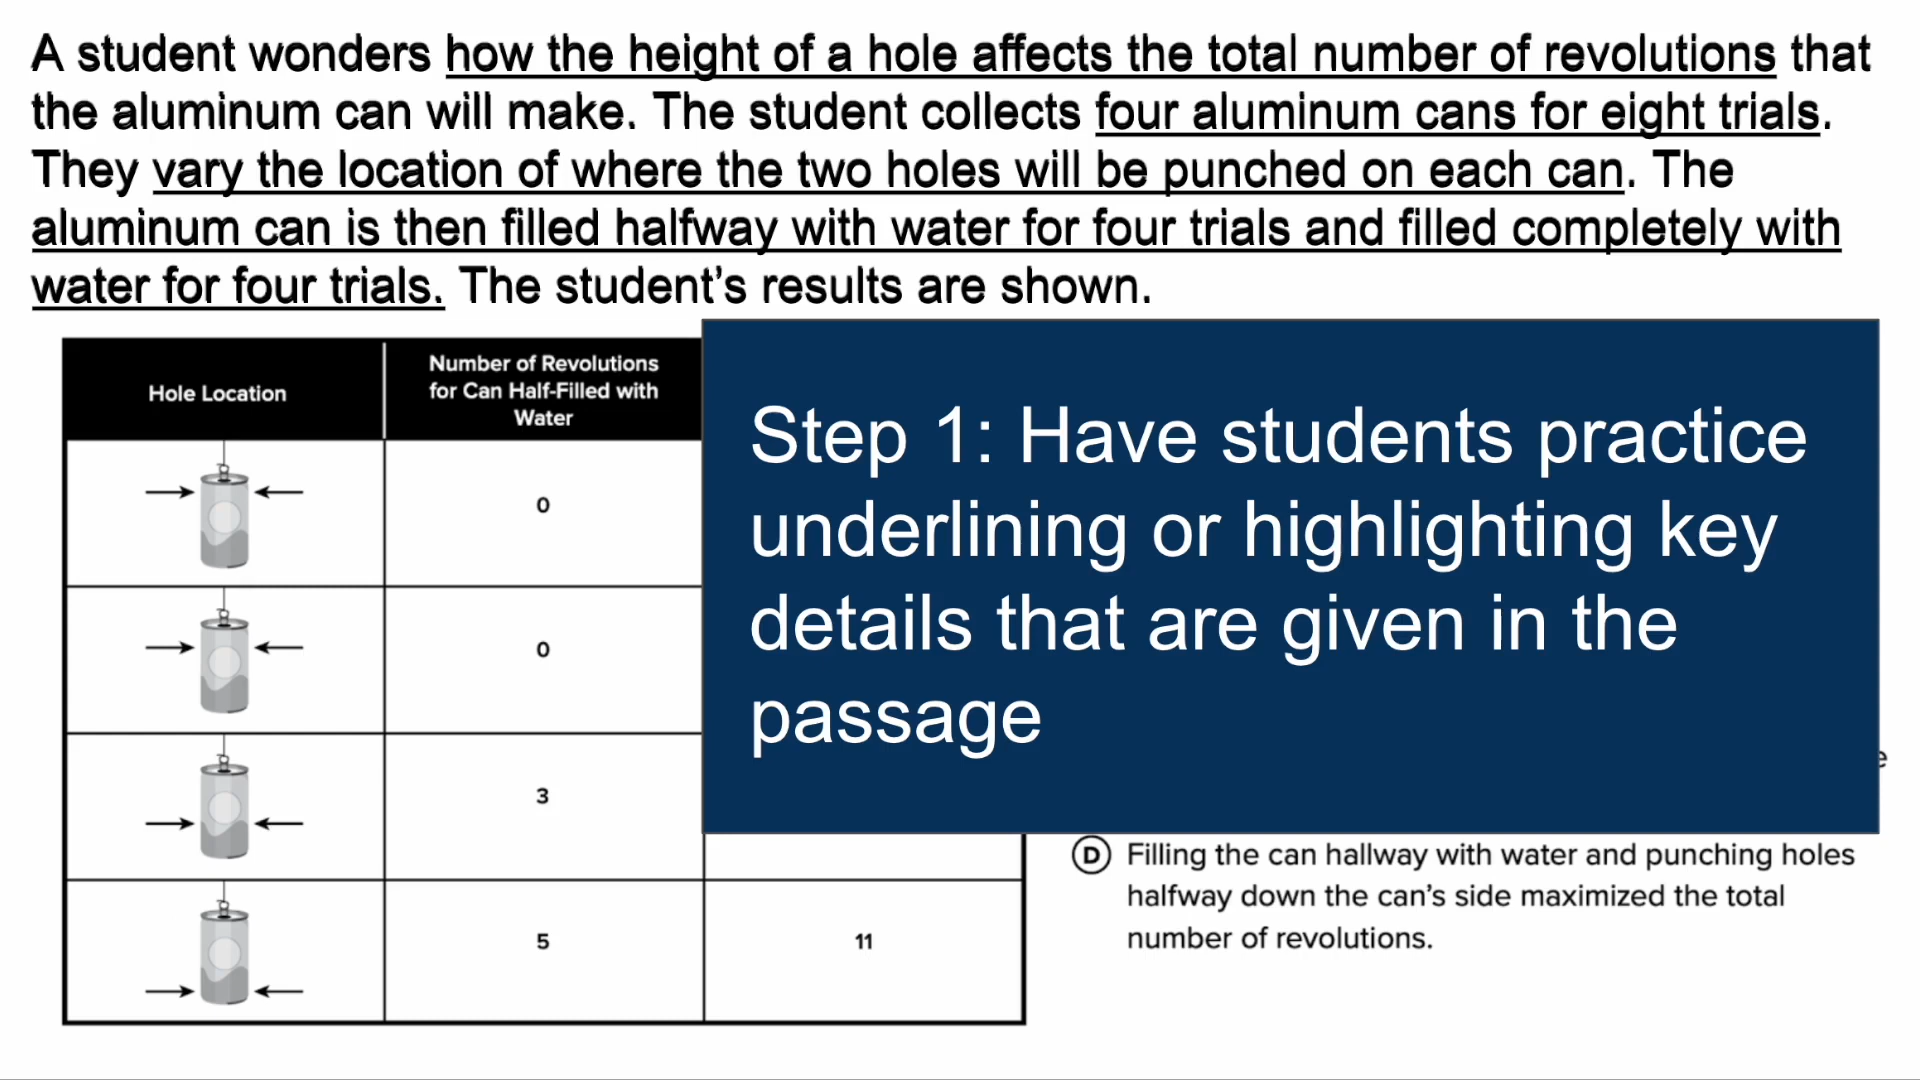 A student wonders how the height of a hole affects the total number of revolutions that
the aluminum can will make. The student collects four aluminum cans for eight trials.
They vary the location of where the two holes will be punched on each can. The
aluminum can is then filled halfway with water for four trials and filled completely with
water for four trials. The student's results are shown.
Hole Location
Number of Revolutions
for Can Half-Filled with
Water
0
0
3
5
11
Step 1: Have students practice
underlining or highlighting key
details that are given in the
passage
D Filling the can hallway with water and punching holes
halfway down the can's side maximized the total
number of revolutions.